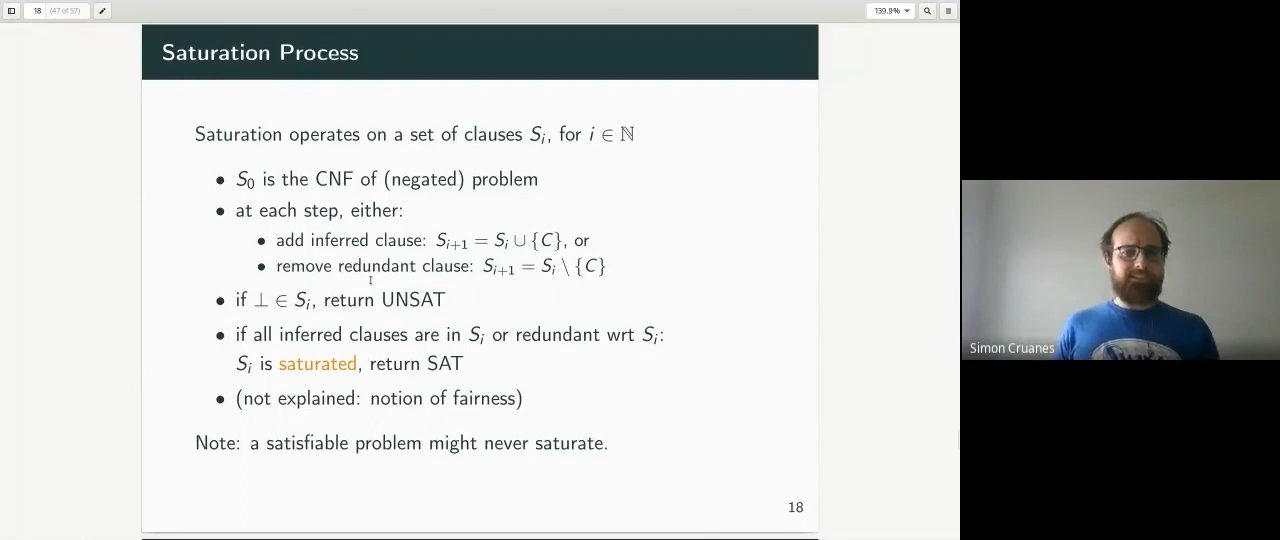 18 (47 of 57) 139.9%
Saturation Process
Saturation operates on a set of clauses Sᵢ, for i ∈ ℕ
• S₀ is the CNF of (negated) problem
• at each step, either:
• add inferred clause: Sᵢ₊₁ = Sᵢ ∪ {C}, or
• remove redundant clause: Sᵢ₊₁ = Sᵢ \ {C}
• if ⊥ ∈ Sᵢ, return UNSAT
• if all inferred clauses are in Sᵢ or redundant wrt Sᵢ:
Sᵢ is saturated, return SAT
• (not explained: notion of fairness)
Note: a satisfiable problem might never saturate.
18
Simon Cruanes